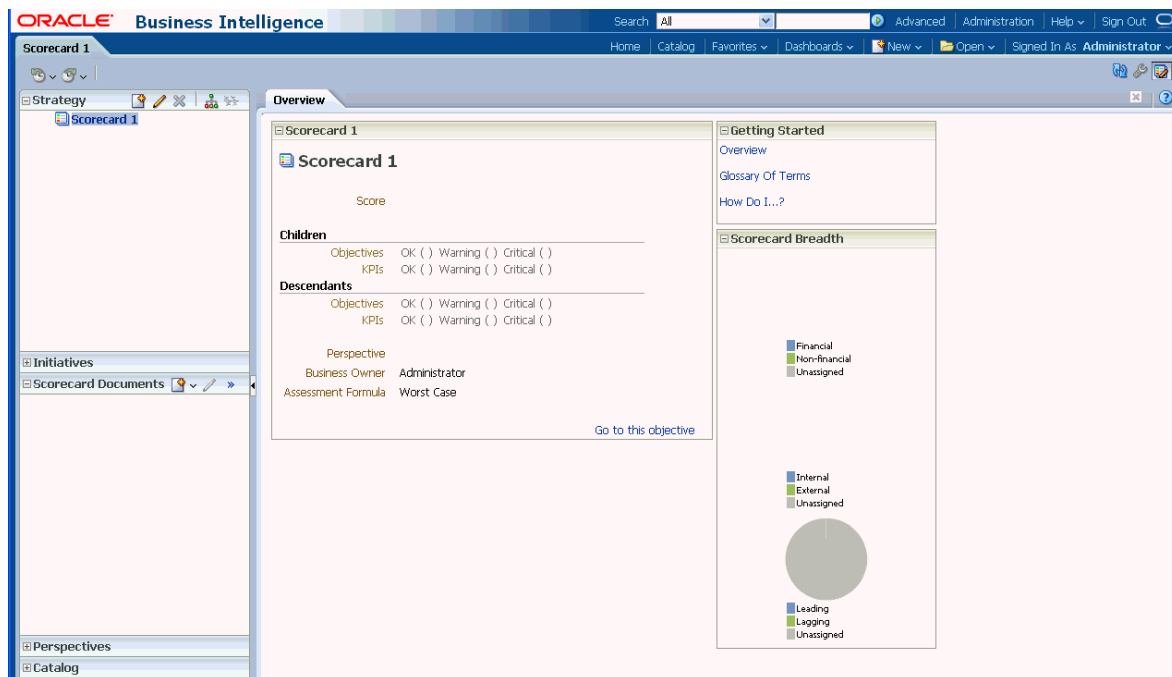 ORACLE Business Intelligence
Search All Advanced Administration Help Sign Out
Scorecard 1
Home Catalog Favorites Dashboards New Open Signed In As Administrator
Strategy
Scorecard 1
Initiatives
Scorecard Documents »
Perspectives
Catalog
Overview
Scorecard 1
Scorecard 1
Score
Children
Objectives OK ( ) Warning ( ) Critical ( )
KPIs OK ( ) Warning ( ) Critical ( )
Descendants
Objectives OK ( ) Warning ( ) Critical ( )
KPIs OK ( ) Warning ( ) Critical ( )
Perspective
Business Owner Administrator
Assessment Formula Worst Case
Go to this objective
Getting Started
Overview
Glossary Of Terms
How Do I...?
Scorecard Breadth
Financial
Non-financial
Unassigned
Internal
External
Unassigned
Leading
Lagging
Unassigned